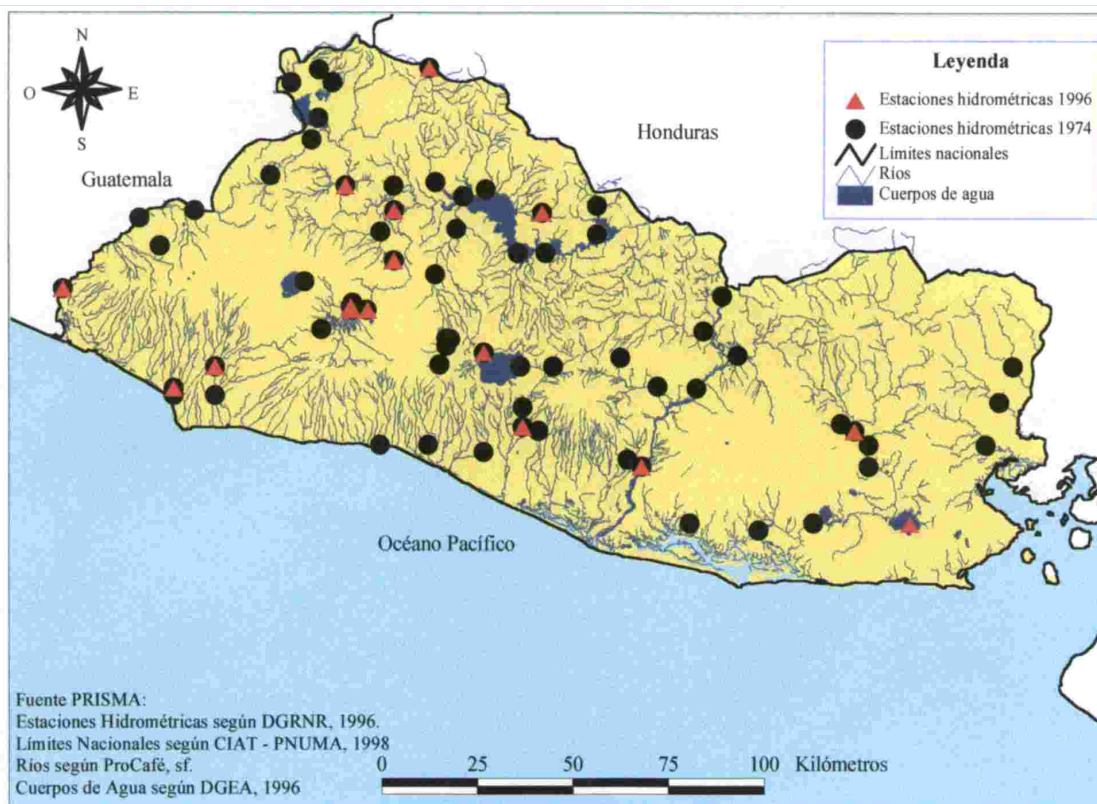 N
O
E
S
Leyenda
Estaciones hidrométricas 1996
Estaciones hidrométricas 1974
Límites nacionales
Ríos
Cuerpos de agua
Honduras
Guatemala
Océano Pacífico
Fuente PRISMA:
Estaciones Hidrométricas según DGRNR, 1996.
Límites Nacionales según CIAT - PNUMA, 1998
Ríos según ProCafé, sf.
Cuerpos de Agua según DGEA, 1996
0 25 50 75 100 Kilómetros